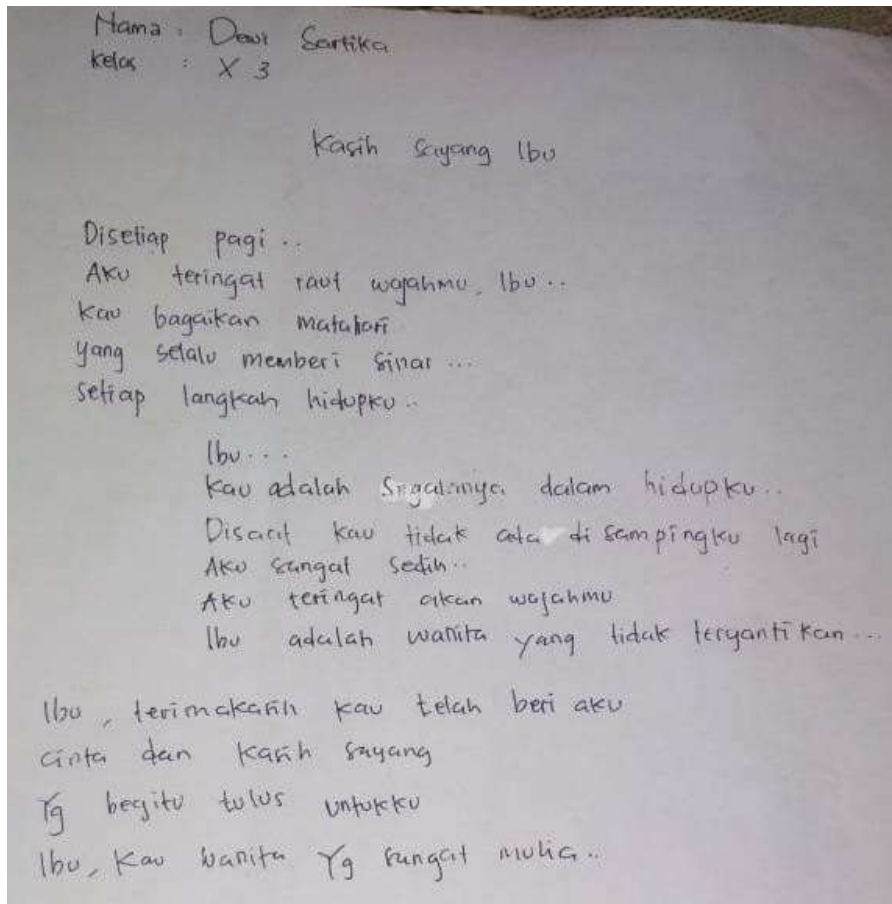 Nama : Dewi Sartika
Kelas : X 3
Kasih Sayang Ibu
Disetiap pagi ..
Aku teringat raut wajahmu, Ibu ..
Kau bagaikan matahari
yang selalu memberi sinar ...
setiap langkah hidupku ..
Ibu ...
Kau adalah Segalanya dalam hidupku ..
Disaat kau tidak ada di sampingku lagi
Aku sangat sedih ..
Aku teringat akan wajahmu
Ibu adalah wanita yang tidak tergantikan ...
Ibu, terimakasih kau telah beri aku
cinta dan kasih sayang
Yg begitu tulus untukku
Ibu, Kau wanita Yg sangat mulia ..